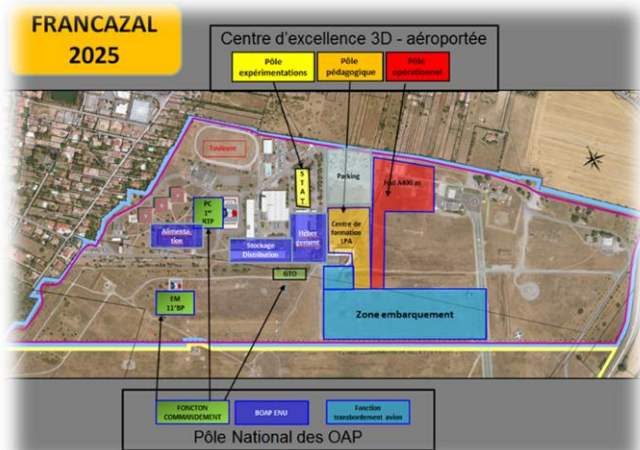 FRANCAZAL
2025
Centre d'excellence 3D - aéroportée
Pôle
expérimentations
Pôle
pédagogique
Pôle
opérationnel
Toulouse
S
T
A
T
Parking
A400 m
PC
1er
RTP
Alimenta-
tion
Stockage
Distribution
Héber
gement
Centre de
formation
LPA
GTO
EM
11°BP
Zone embarquement
FONCTON
COMMANDEMENT
BOAP ENU
Fonction
transbordement avion
Pôle National des OAP